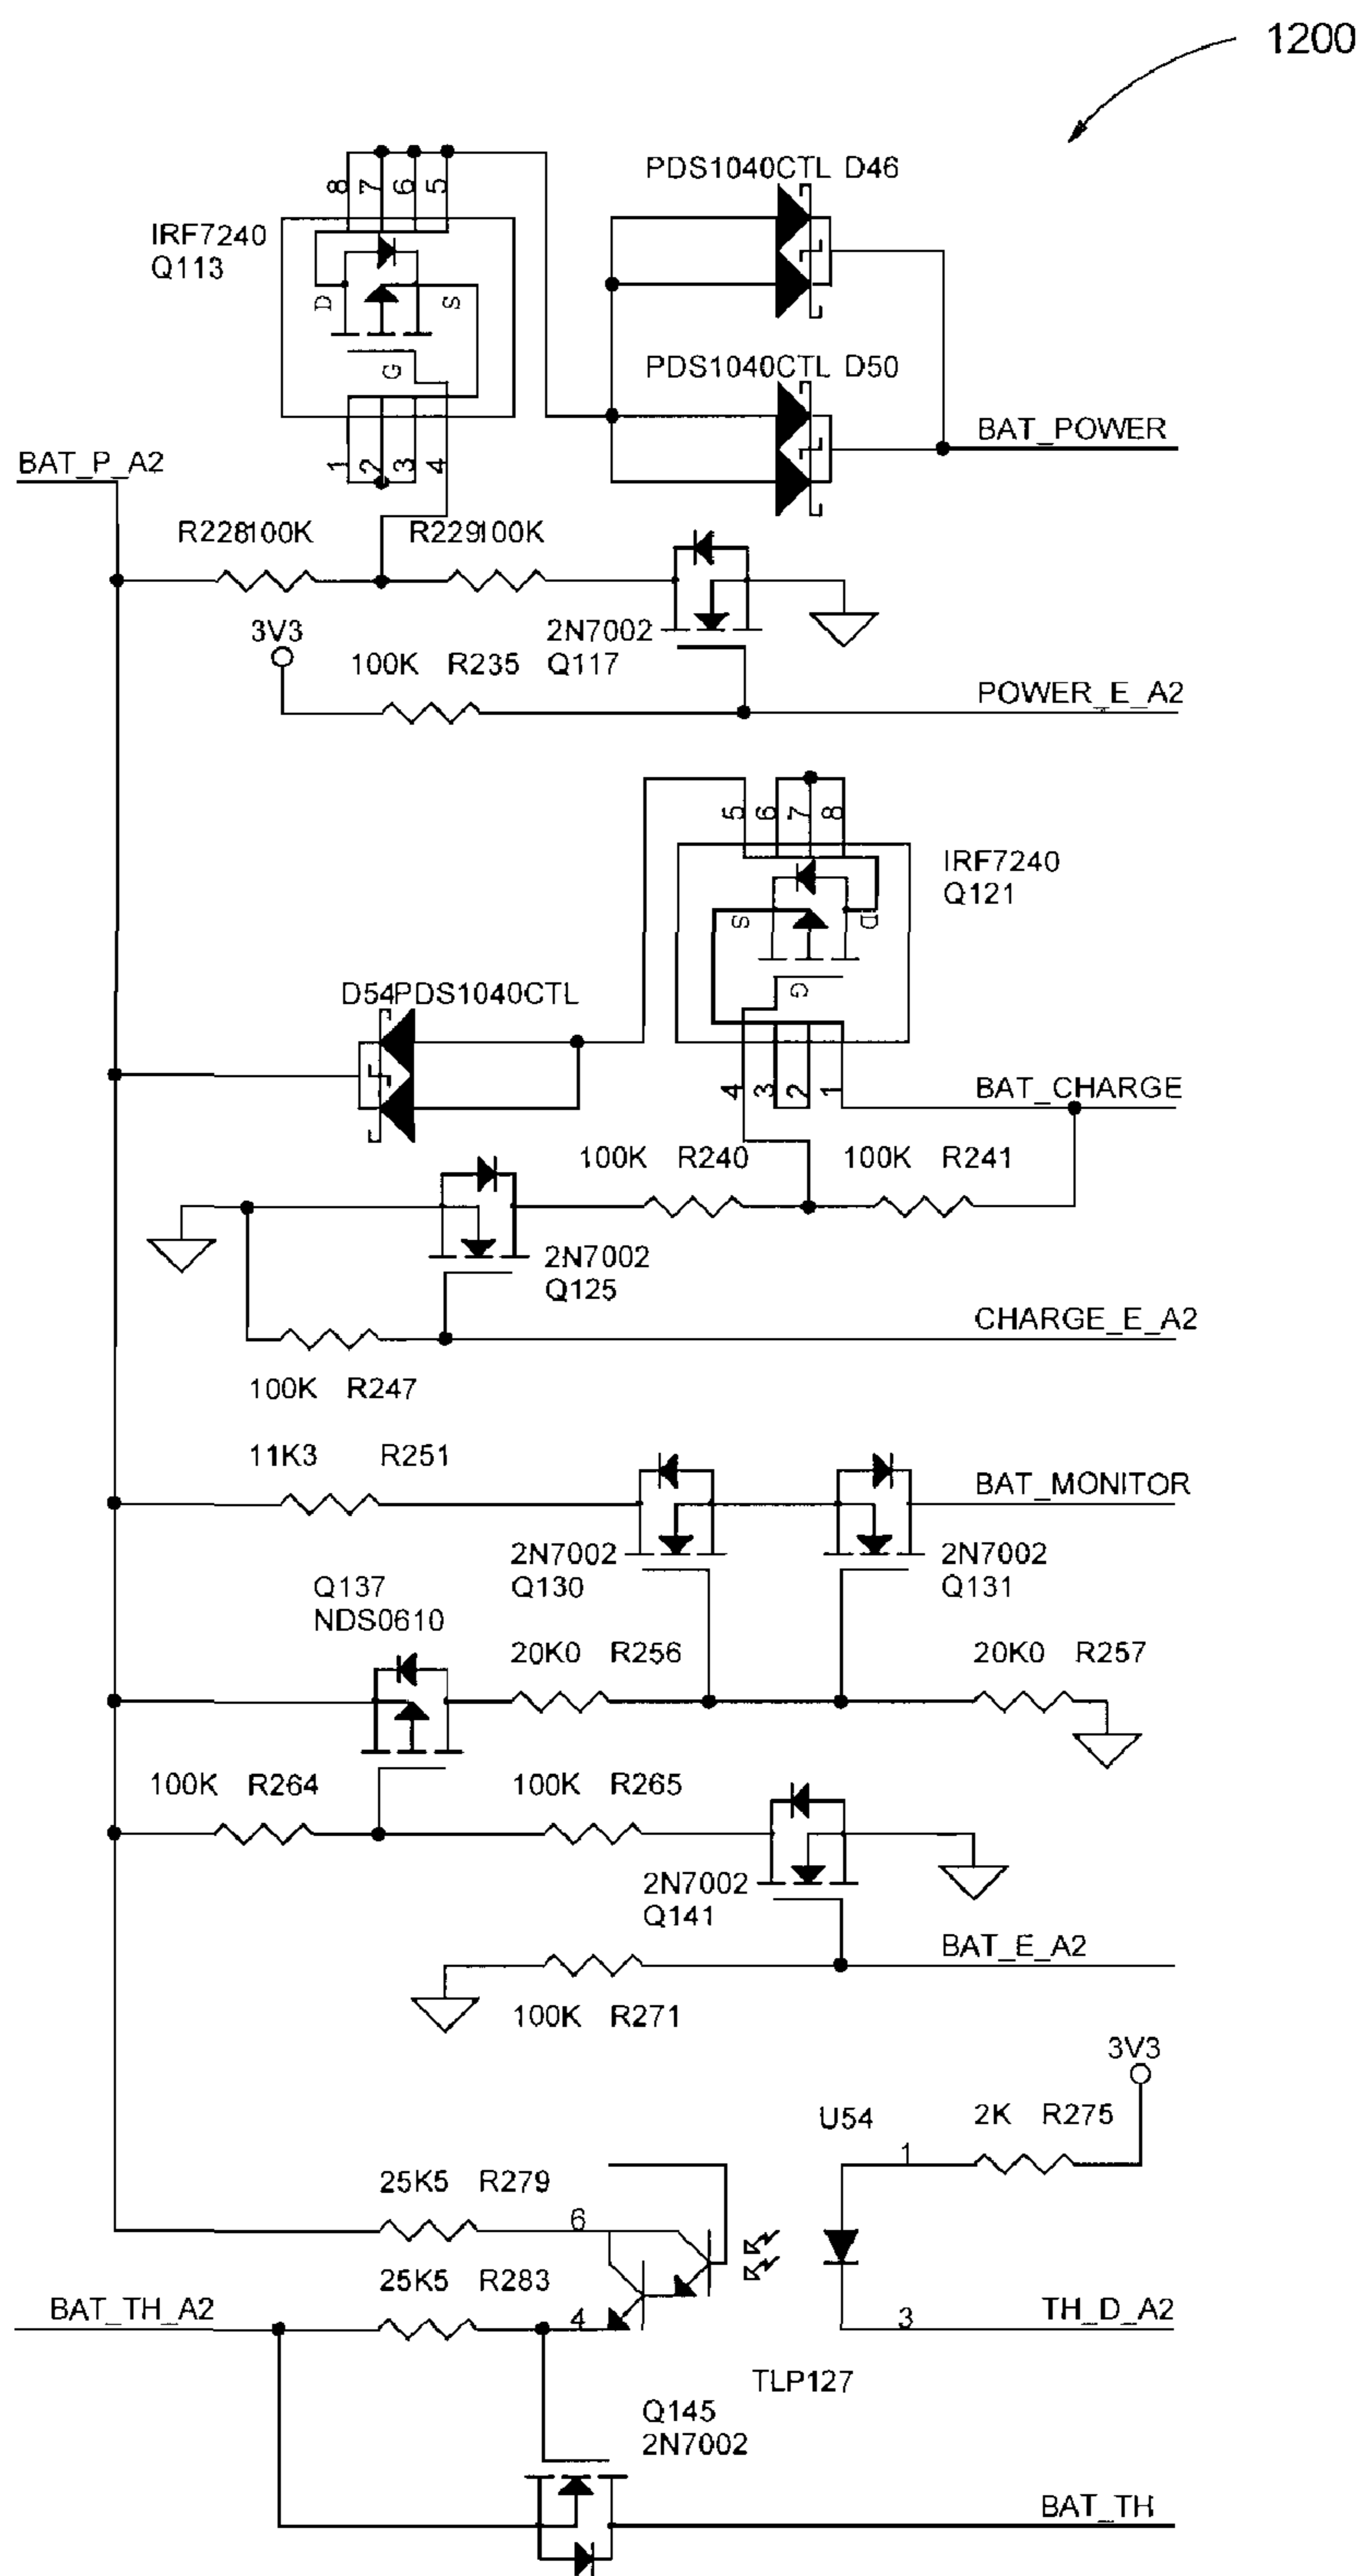 1200
PDS1040CTL D46
8 7 6 5
IRF7240
Q113
D S
G
PDS1040CTL D50
BAT_POWER
BAT_P_A2
1 2 3 4
R228100K R229100K
3V3
2N7002
Q117
100K R235
POWER_E_A2
5 6 7 8
IRF7240
Q121
S D
G
D54PDS1040CTL
4 3 2 1
BAT_CHARGE
100K R240 100K R241
2N7002
Q125
CHARGE_E_A2
100K R247
11K3 R251
BAT_MONITOR
2N7002
Q130
2N7002
Q131
Q137
NDS0610
20K0 R256 20K0 R257
100K R264 100K R265
2N7002
Q141
BAT_E_A2
100K R271
3V3
U54 2K R275
1
25K5 R279
6
25K5 R283
BAT_TH_A2
4
3
TH_D_A2
TLP127
Q145
2N7002
BAT_TH